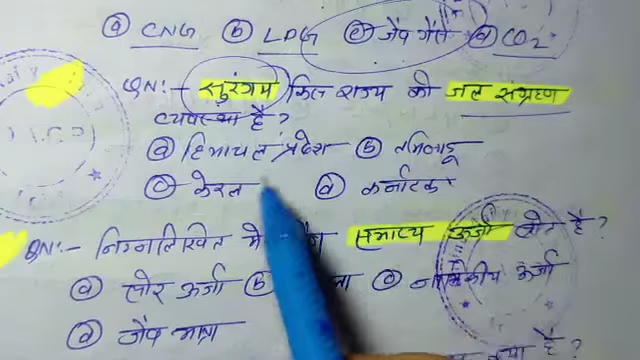 (a) CNG (b) LPG (c) जैव गैस (d) CO2
QN:- सुरंगम किस राज्य की जल संग्रहण
व्यवस्था है?
(a) हिमाचल प्रदेश (b) तमिलाडू
(c) केरल (d) कर्नाटक
QN:- निम्नलिखित में समाप्य ऊर्जा स्रोत है?
(a) सौर ऊर्जा (b) (c) नाभिकीय ऊर्जा
(d) जैव मात्रा
है?